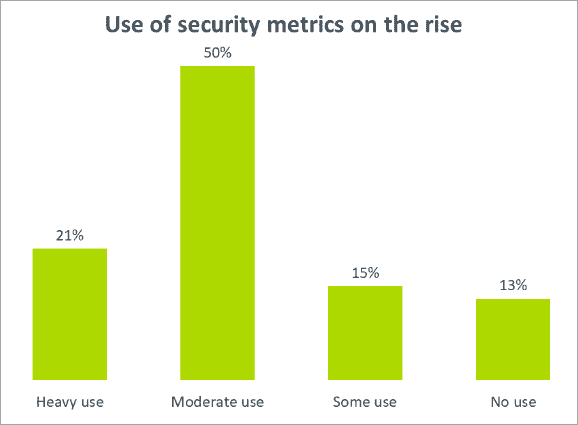 Use of security metrics on the rise
50%
21%
15%
13%
Heavy use
Moderate use
Some use
No use